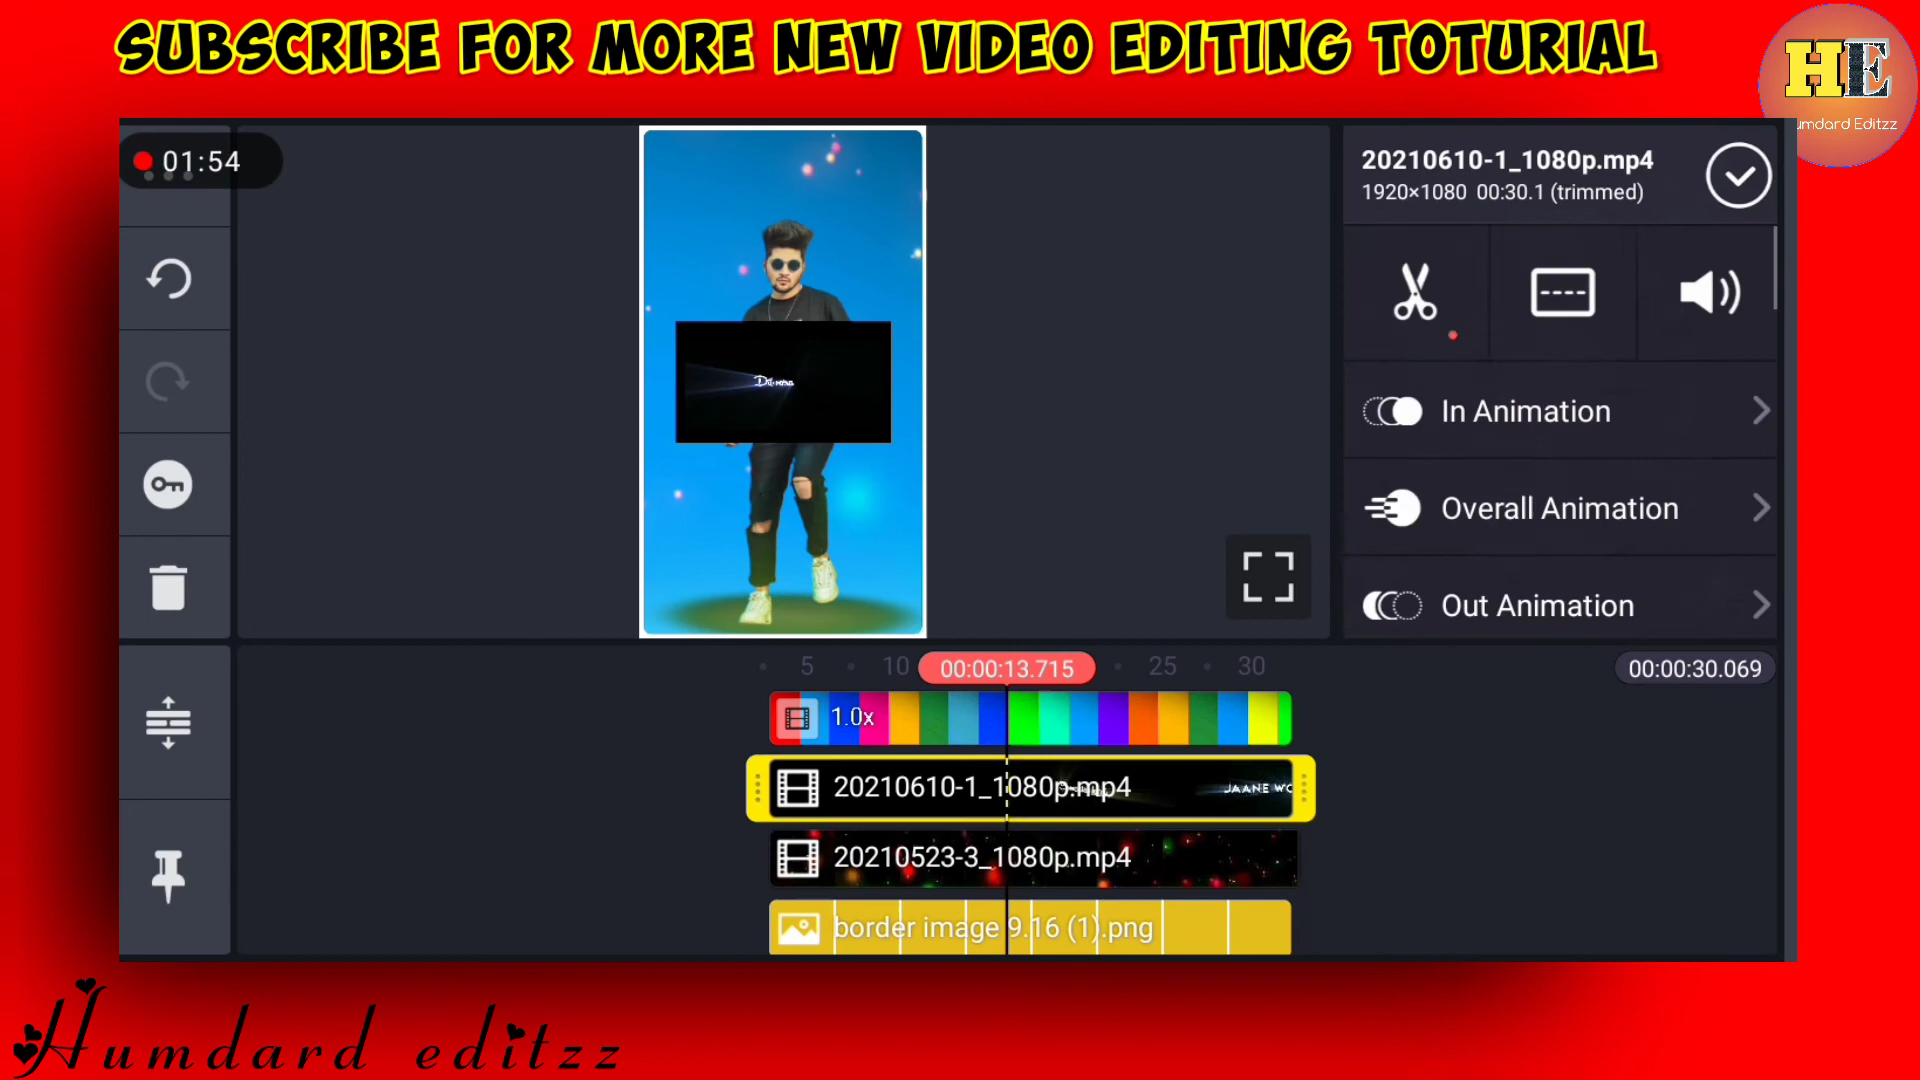 SUBSCRIBE FOR MORE NEW VIDEO EDITING TOTURIAL
HE
umdard Editzz
01:54
20210610-1_1080p.mp4
1920×1080 00:30.1 (trimmed)
In Animation
Overall Animation
Out Animation
5 10 00:00:13.715 25 30
00:00:30.069
1.0x
20210610-1_1080p.mp4
JAANE WO
20210523-3_1080p.mp4
border image 9.16 (1).png
Humdard editzz